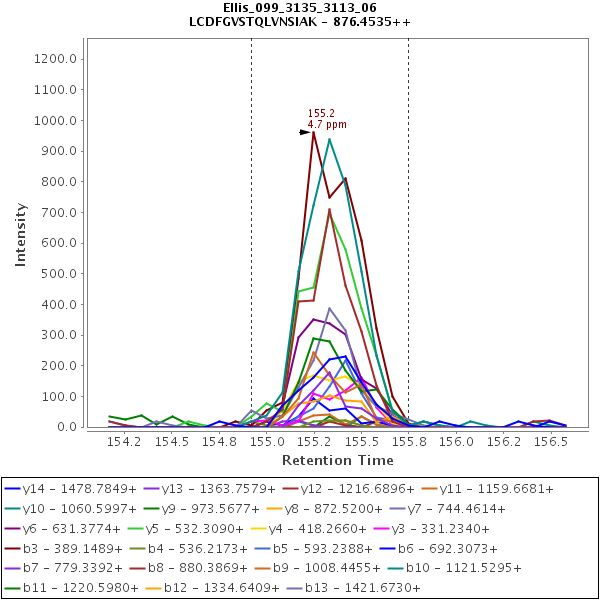 Ellis_099_3135_3113_06
LCDFGVSTQLVNSIAK - 876.4535++
1200.0
1100.0
1000.0
900.0
800.0
700.0
600.0
500.0
400.0
300.0
200.0
100.0
0.0
Intensity
155.2
4.7 ppm
154.2 154.5 154.8 155.0 155.2 155.5 155.8 156.0 156.2 156.5
Retention Time
y14 - 1478.7849+ y13 - 1363.7579+ y12 - 1216.6896+ y11 - 1159.6681+
y10 - 1060.5997+ y9 - 973.5677+ y8 - 872.5200+ y7 - 744.4614+
y6 - 631.3774+ y5 - 532.3090+ y4 - 418.2660+ y3 - 331.2340+
b3 - 389.1489+ b4 - 536.2173+ b5 - 593.2388+ b6 - 692.3073+
b7 - 779.3392+ b8 - 880.3869+ b9 - 1008.4455+ b10 - 1121.5295+
b11 - 1220.5980+ b12 - 1334.6409+ b13 - 1421.6730+